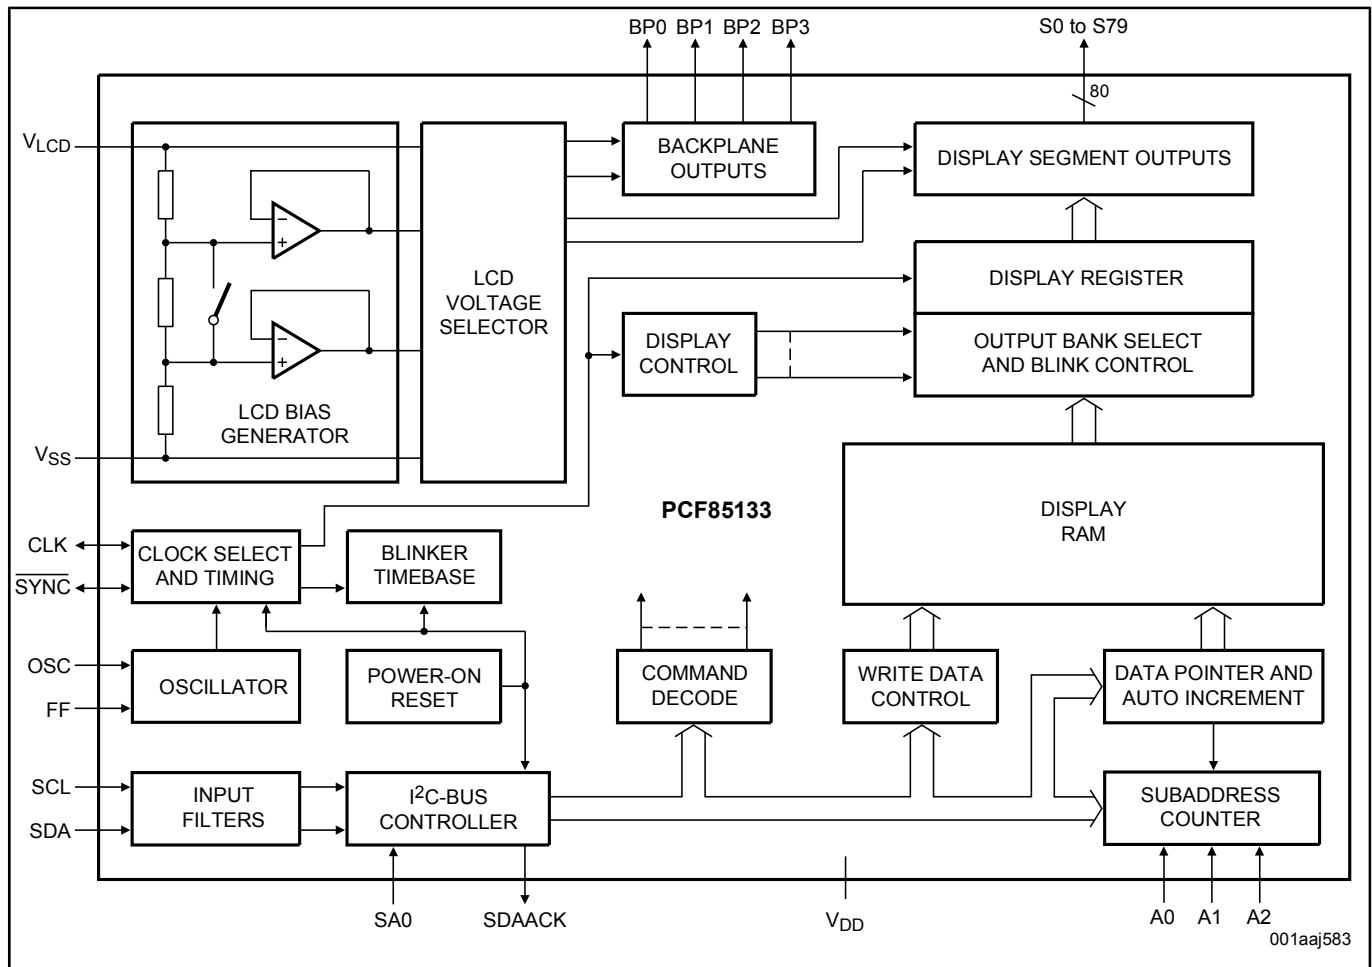 BP0 BP1 BP2 BP3
S0 to S79
80
V_LCD
BACKPLANE
OUTPUTS
DISPLAY SEGMENT OUTPUTS
−
+
LCD
VOLTAGE
SELECTOR
DISPLAY REGISTER
−
+
DISPLAY
CONTROL
OUTPUT BANK SELECT
AND BLINK CONTROL
LCD BIAS
GENERATOR
V_SS
PCF85133
DISPLAY
RAM
CLK
SYNC
CLOCK SELECT
AND TIMING
BLINKER
TIMEBASE
OSC
FF
OSCILLATOR
POWER-ON
RESET
COMMAND
DECODE
WRITE DATA
CONTROL
DATA POINTER AND
AUTO INCREMENT
SCL
SDA
INPUT
FILTERS
I²C-BUS
CONTROLLER
SUBADDRESS
COUNTER
SA0
SDAACK
V_DD
A0 A1 A2
001aaj583